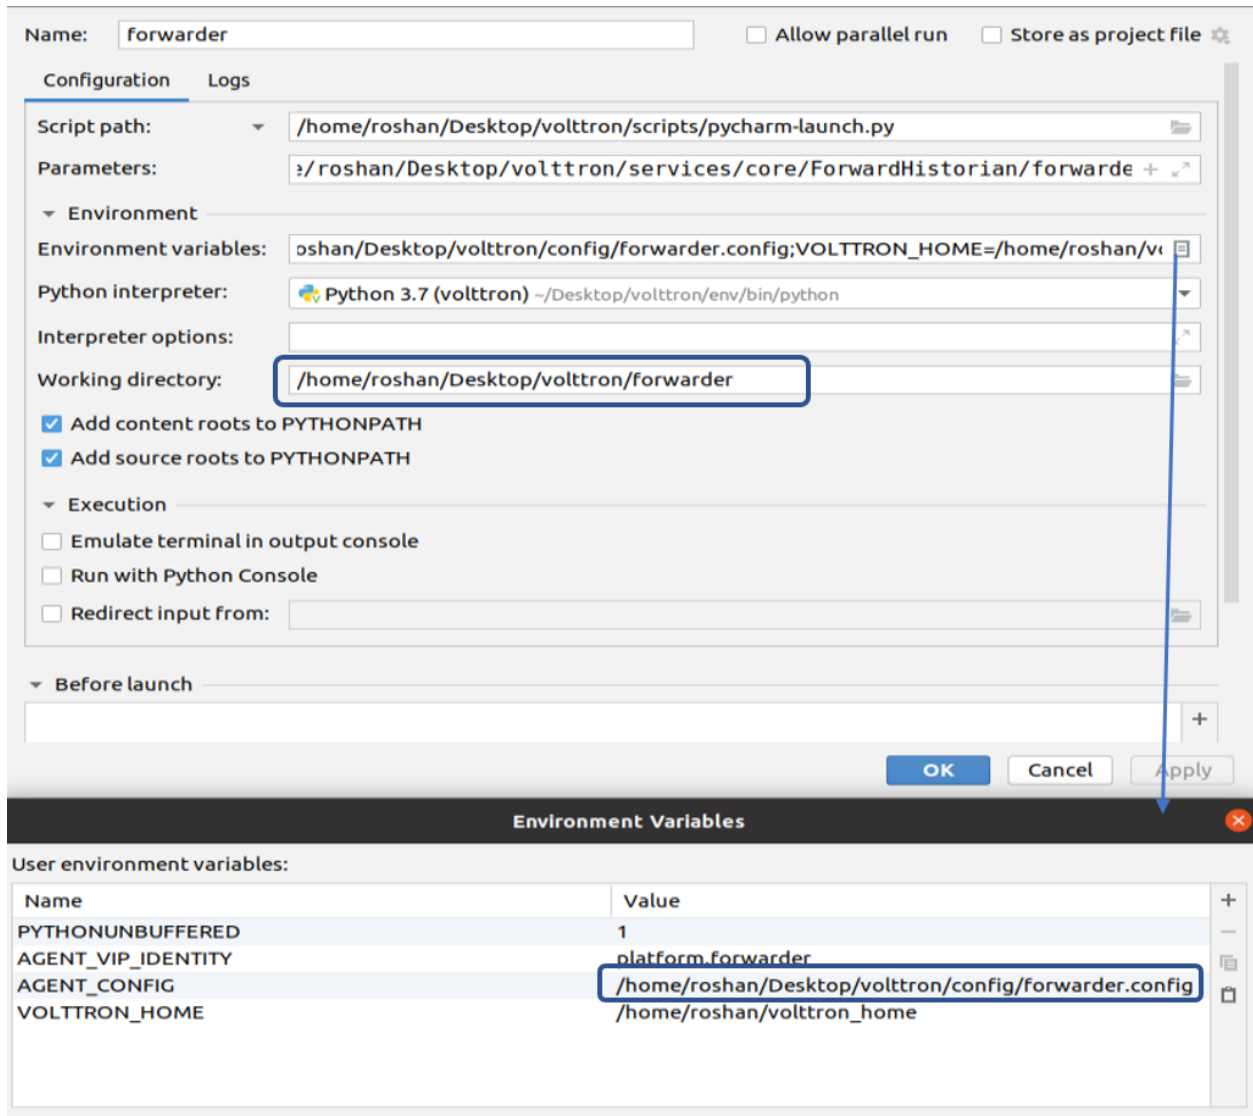 Name: forwarder Allow parallel run Store as project file
Configuration Logs
Script path: /home/roshan/Desktop/volttron/scripts/pycharm-launch.py
Parameters: e/roshan/Desktop/volttron/services/core/ForwardHistorian/forwarde
Environment
Environment variables: oshan/Desktop/volttron/config/forwarder.config;VOLTTRON_HOME=/home/roshan/vo
Python interpreter: Python 3.7 (volttron) ~/Desktop/volttron/env/bin/python
Interpreter options:
Working directory: /home/roshan/Desktop/volttron/forwarder
Add content roots to PYTHONPATH
Add source roots to PYTHONPATH
Execution
Emulate terminal in output console
Run with Python Console
Redirect input from:
Before launch
OK Cancel Apply
Environment Variables
User environment variables:
Name Value
PYTHONUNBUFFERED 1
AGENT_VIP_IDENTITY platform.forwarder
AGENT_CONFIG /home/roshan/Desktop/volttron/config/forwarder.config
VOLTTRON_HOME /home/roshan/volttron_home